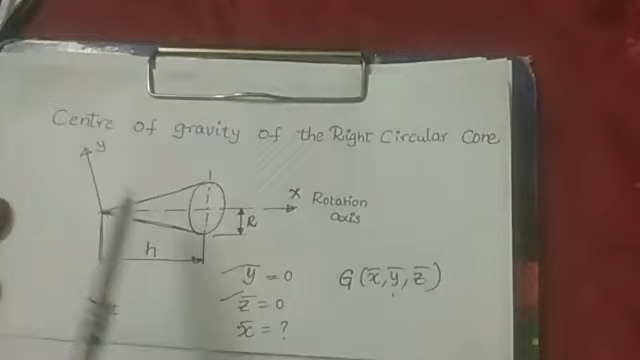 Centre of gravity of the Right Circular Cone
y
x Rotation
axis
R
h
y̅ = 0 G(x̅, y̅, z̅)
z̅ = 0
x̅ = ?